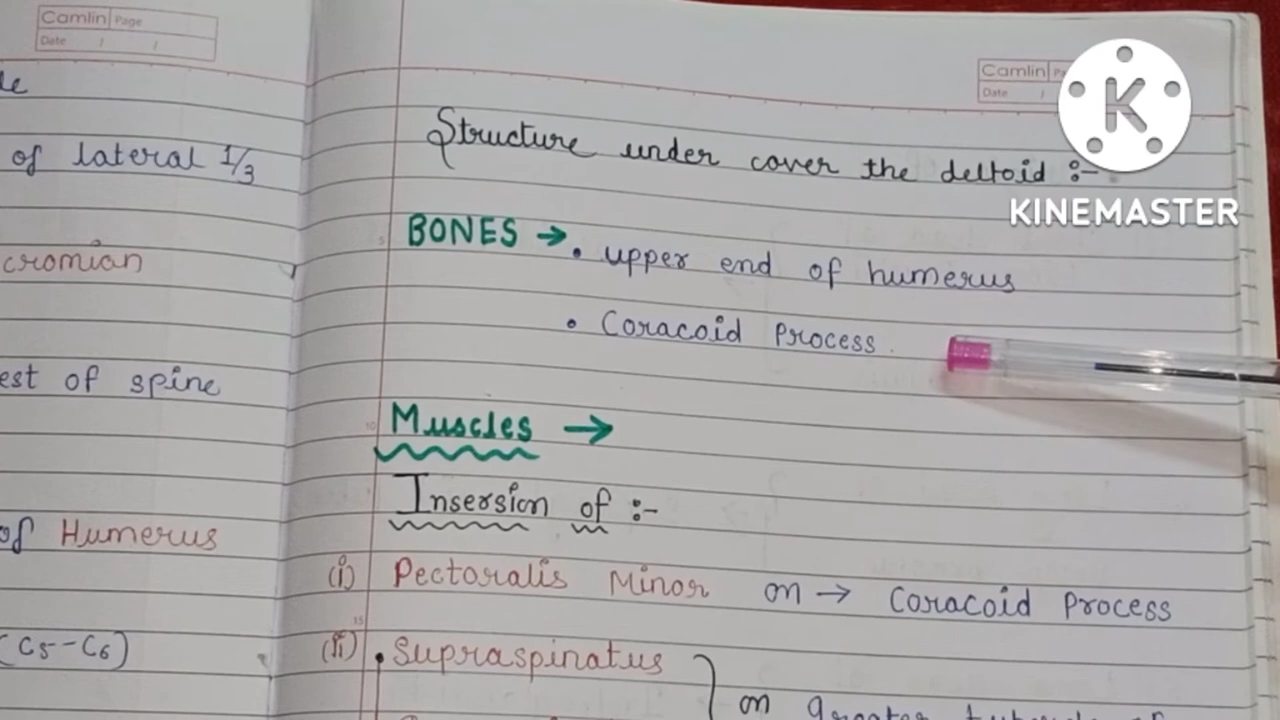 Camlin Page
Date / /
of lateral 1/3
cromian
est of spine
of Humerus
(C5-C6)
Camlin
Date /
KINEMASTER
Structure under cover the deltoid :-
BONES → • upper end of humerus
• Coracoid Process.
Muscles →
Insersion of :-
(i) Pectoralis Minor on → Coracoid Process
(ii) • Supraspinatus
on greater